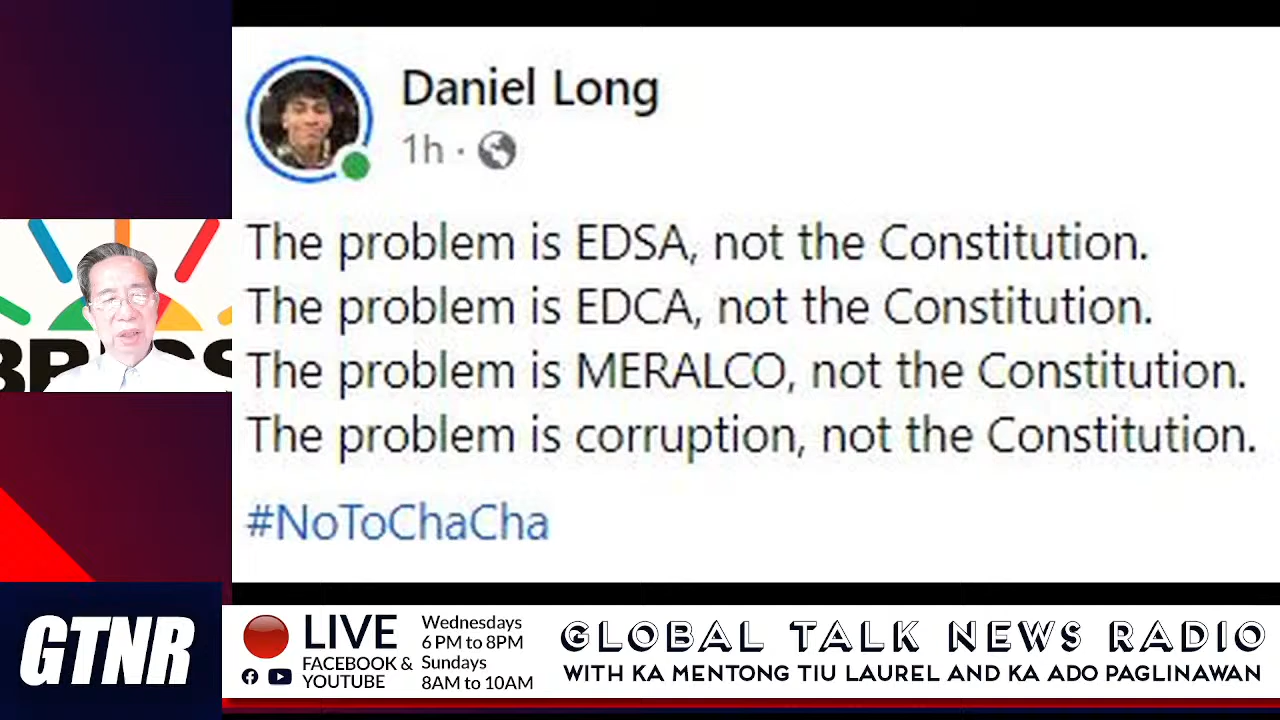 Daniel Long
1h ·
The problem is EDSA, not the Constitution.
The problem is EDCA, not the Constitution.
The problem is MERALCO, not the Constitution.
The problem is corruption, not the Constitution.
#NoToChaCha
GTNR
LIVE
FACEBOOK &
YOUTUBE
Wednesdays
6 PM to 8PM
Sundays
8AM to 10AM
GLOBAL TALK NEWS RADIO
WITH KA MENTONG TIU LAUREL AND KA ADO PAGLINAWAN